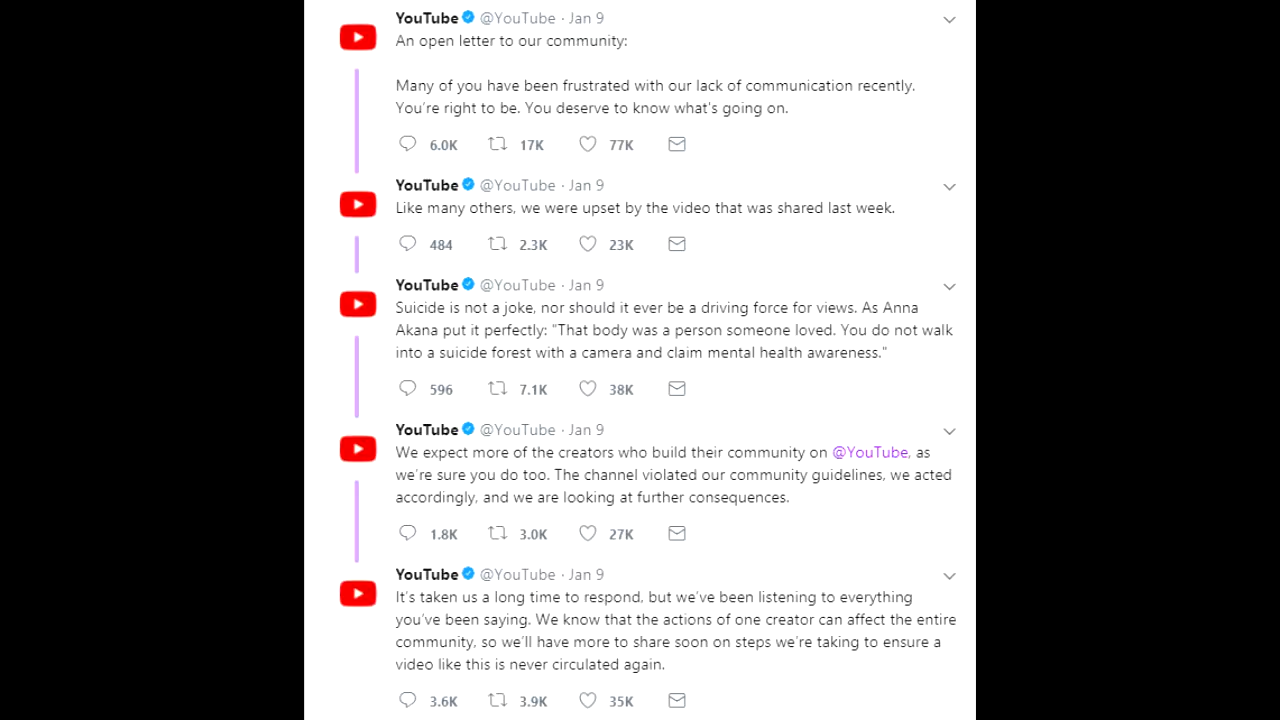 YouTube @YouTube · Jan 9
An open letter to our community:
Many of you have been frustrated with our lack of communication recently.
You're right to be. You deserve to know what's going on.
6.0K 17K 77K
YouTube @YouTube · Jan 9
Like many others, we were upset by the video that was shared last week.
484 2.3K 23K
YouTube @YouTube · Jan 9
Suicide is not a joke, nor should it ever be a driving force for views. As Anna
Akana put it perfectly: "That body was a person someone loved. You do not walk
into a suicide forest with a camera and claim mental health awareness."
596 7.1K 38K
YouTube @YouTube · Jan 9
We expect more of the creators who build their community on @YouTube, as
we're sure you do too. The channel violated our community guidelines, we acted
accordingly, and we are looking at further consequences.
1.8K 3.0K 27K
YouTube @YouTube · Jan 9
It's taken us a long time to respond, but we've been listening to everything
you've been saying. We know that the actions of one creator can affect the entire
community, so we'll have more to share soon on steps we're taking to ensure a
video like this is never circulated again.
3.6K 3.9K 35K